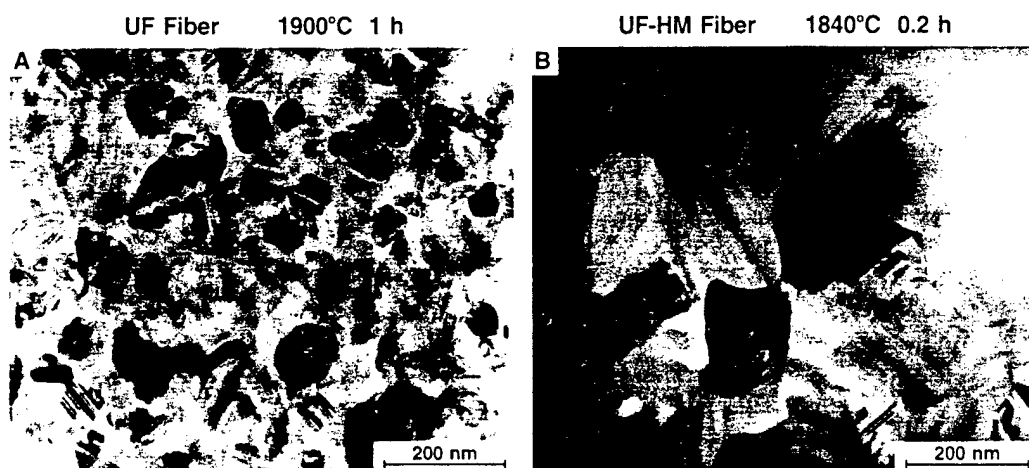 UF Fiber 1900°C 1 h
UF-HM Fiber 1840°C 0.2 h
A
B
200 nm
200 nm